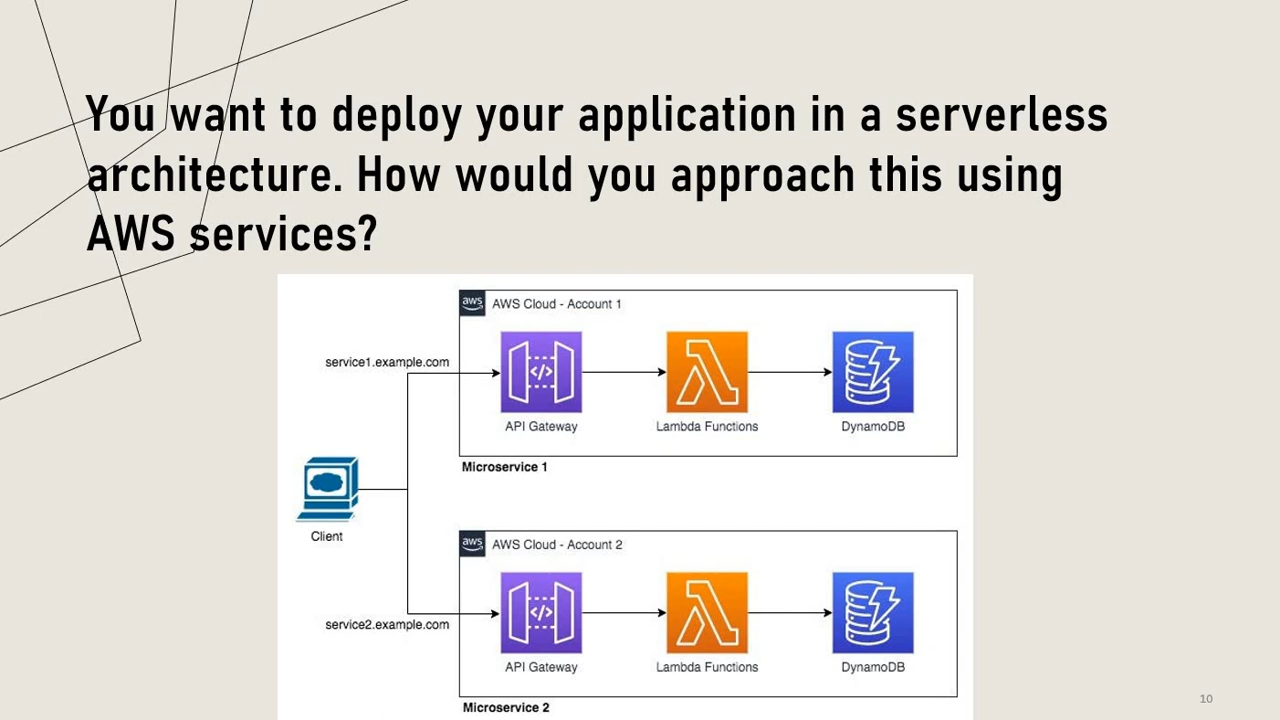 You want to deploy your application in a serverless
architecture. How would you approach this using
AWS services?
aws AWS Cloud - Account 1
service1.example.com
API Gateway
Lambda Functions
DynamoDB
Microservice 1
Client
aws AWS Cloud - Account 2
service2.example.com
API Gateway
Lambda Functions
DynamoDB
Microservice 2
10